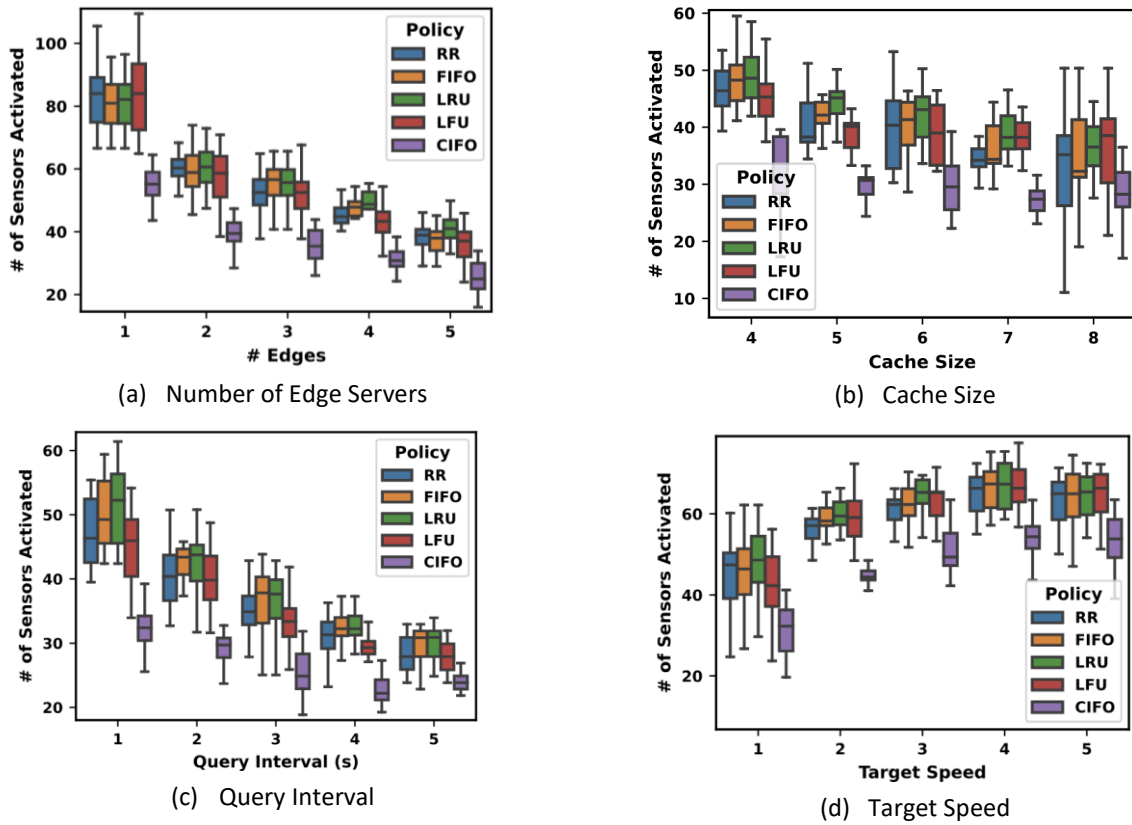 # of Sensors Activated
100
80
60
40
20
Policy
RR
FIFO
LRU
LFU
CIFO
1 2 3 4 5
# Edges
(a) Number of Edge Servers
# of Sensors Activated
60
50
40
30
20
10
Policy
RR
FIFO
LRU
LFU
CIFO
4 5 6 7 8
Cache Size
(b) Cache Size
# of Sensors Activated
60
50
40
30
20
Policy
RR
FIFO
LRU
LFU
CIFO
1 2 3 4 5
Query Interval (s)
(c) Query Interval
# of Sensors Activated
60
40
20
Policy
RR
FIFO
LRU
LFU
CIFO
1 2 3 4 5
Target Speed
(d) Target Speed